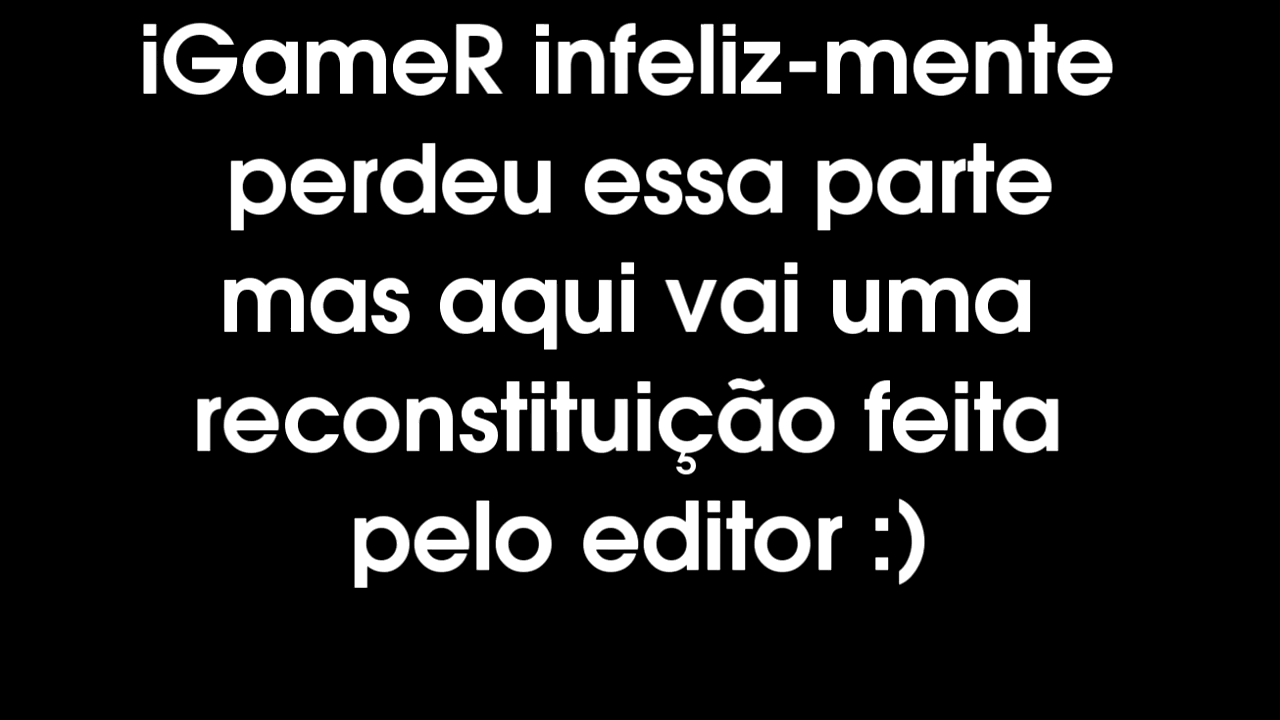 iGameR infeliz-mente
perdeu essa parte
mas aqui vai uma
reconstituição feita
pelo editor :)